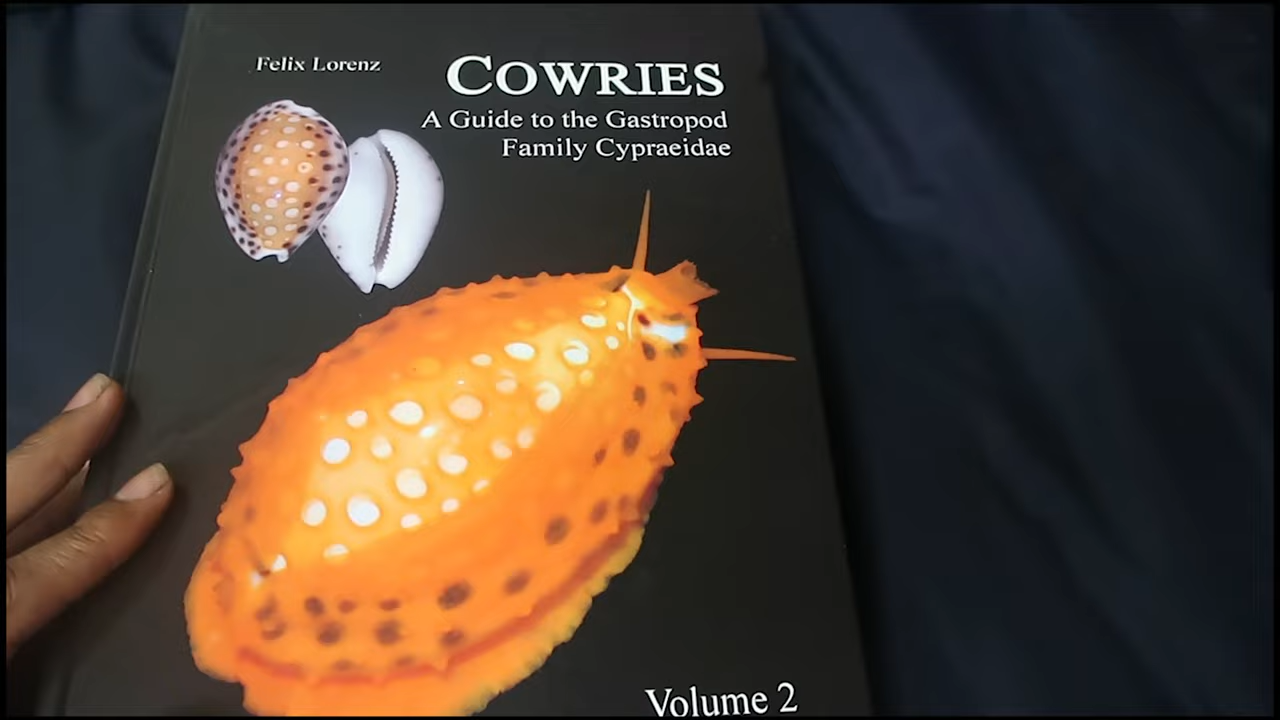 Felix Lorenz
COWRIES
A Guide to the Gastropod
Family Cypraeidae
Volume 2